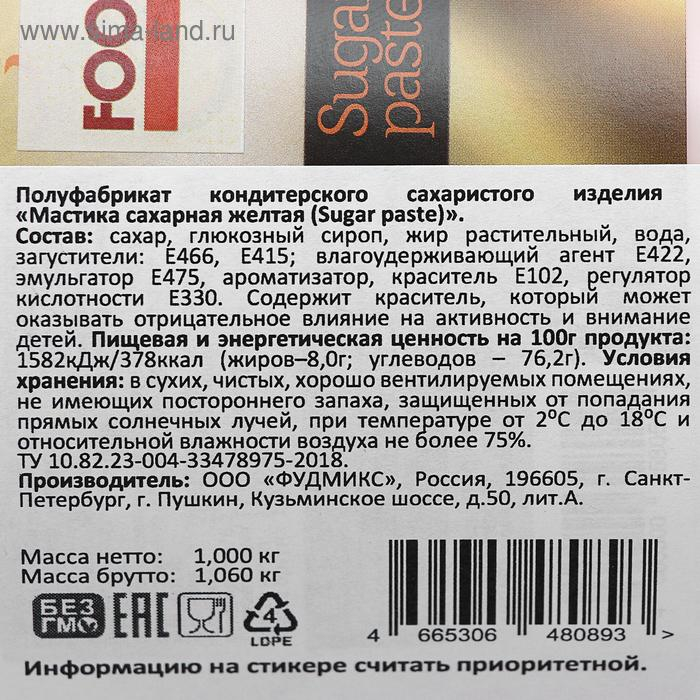 www.sima-land.ru
FOO
Sugar
paste
Полуфабрикат кондитерского сахаристого изделия
«Мастика сахарная желтая (Sugar paste)».
Состав: сахар, глюкозный сироп, жир растительный, вода,
загустители: Е466, Е415; влагоудерживающий агент Е422,
эмульгатор Е475, ароматизатор, краситель Е102, регулятор
кислотности Е330. Содержит краситель, который может
оказывать отрицательное влияние на активность и внимание
детей. Пищевая и энергетическая ценность на 100г продукта:
1582кДж/378ккал (жиров–8,0г; углеводов – 76,2г). Условия
хранения: в сухих, чистых, хорошо вентилируемых помещениях,
не имеющих постороннего запаха, защищенных от попадания
прямых солнечных лучей, при температуре от 2⁰С до 18⁰С и
относительной влажности воздуха не более 75%.
ТУ 10.82.23-004-33478975-2018.
Производитель: ООО «ФУДМИКС», Россия, 196605, г. Санкт-
Петербург, г. Пушкин, Кузьминское шоссе, д.50, лит.А.
Масса нетто: 1,000 кг
Масса брутто: 1,060 кг
БЕЗ ГМО EAC 4 LDPE
4 665306 480893 >
Информацию на стикере считать приоритетной.